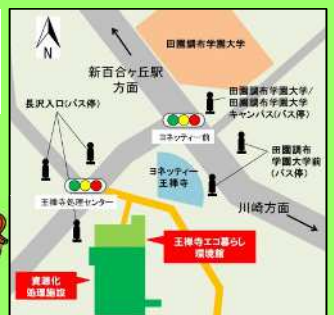 N
田園調布学園大学
新百合ヶ丘駅
方面
長沢入口(バス停)
田園調布学園大学/
田園調布学園大学
キャンパス(バス停)
ヨネッティー前
田園調布
学園大学前
(バス停)
ヨネッティー
王禅寺
王禅寺処理センター
川崎方面
王禅寺エコ暮らし
環境館
資源化
処理施設